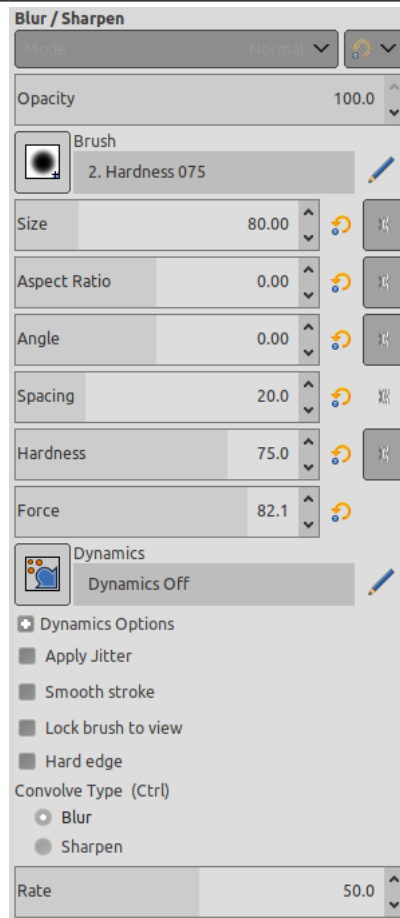 Blur / Sharpen
Mode Normal
Opacity 100.0
Brush
2. Hardness 075
Size 80.00
Aspect Ratio 0.00
Angle 0.00
Spacing 20.0
Hardness 75.0
Force 82.1
Dynamics
Dynamics Off
Dynamics Options
Apply Jitter
Smooth stroke
Lock brush to view
Hard edge
Convolve Type (Ctrl)
Blur
Sharpen
Rate 50.0